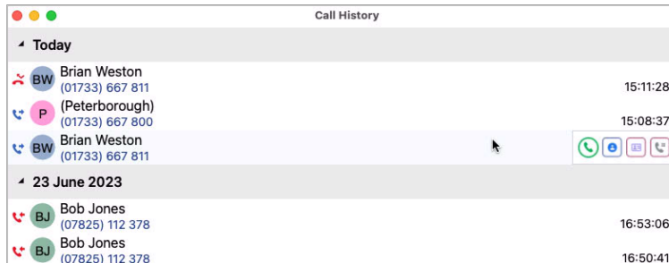 Call History
Today
BW Brian Weston
(01733) 667 811
15:11:28
P (Peterborough)
(01733) 667 800
15:08:37
BW Brian Weston
(01733) 667 811
23 June 2023
BJ Bob Jones
(07825) 112 378
16:53:06
BJ Bob Jones
(07825) 112 378
16:50:41